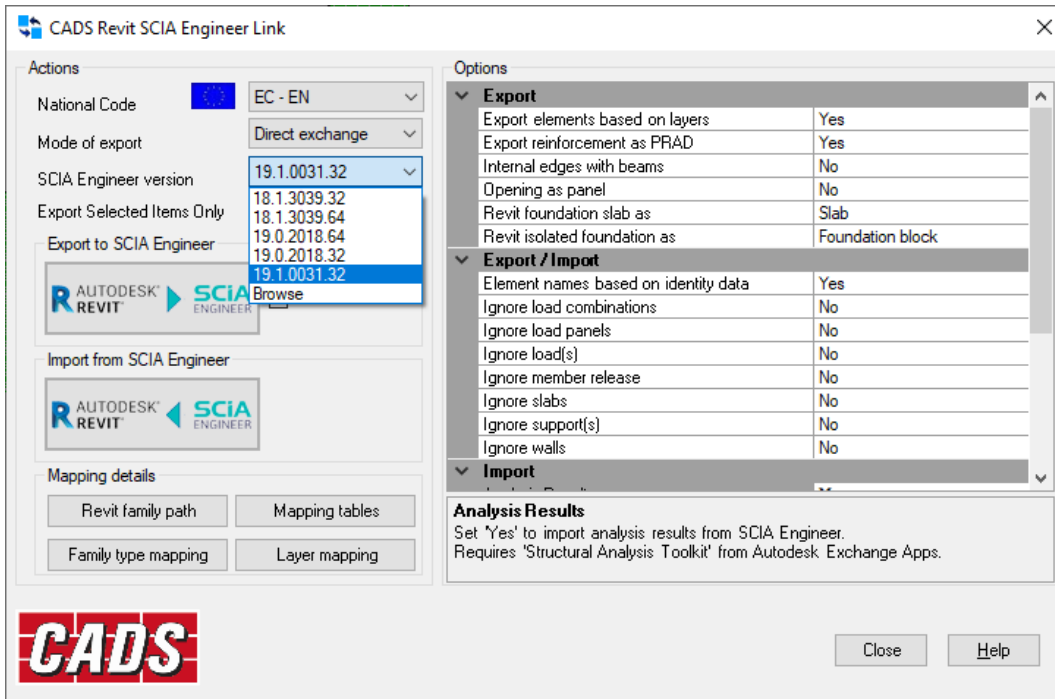 CADS Revit SCIA Engineer Link
Actions
National Code
EC - EN
Mode of export
Direct exchange
SCIA Engineer version
19.1.0031.32
18.1.3039.32
18.1.3039.64
19.0.2018.64
19.0.2018.32
19.1.0031.32
Browse
Export Selected Items Only
Export to SCIA Engineer
R AUTODESK® REVIT® SCiA ENGINEER
Import from SCIA Engineer
R AUTODESK® REVIT® SCiA ENGINEER
Mapping details
Revit family path
Mapping tables
Family type mapping
Layer mapping
Options
Export
Export elements based on layers Yes
Export reinforcement as PRAD Yes
Internal edges with beams No
Opening as panel No
Revit foundation slab as Slab
Revit isolated foundation as Foundation block
Export / Import
Element names based on identity data Yes
Ignore load combinations No
Ignore load panels No
Ignore load(s) No
Ignore member release No
Ignore slabs No
Ignore support(s) No
Ignore walls No
Import
Analysis Results
Set 'Yes' to import analysis results from SCIA Engineer.
Requires 'Structural Analysis Toolkit' from Autodesk Exchange Apps.
CADS
Close
Help